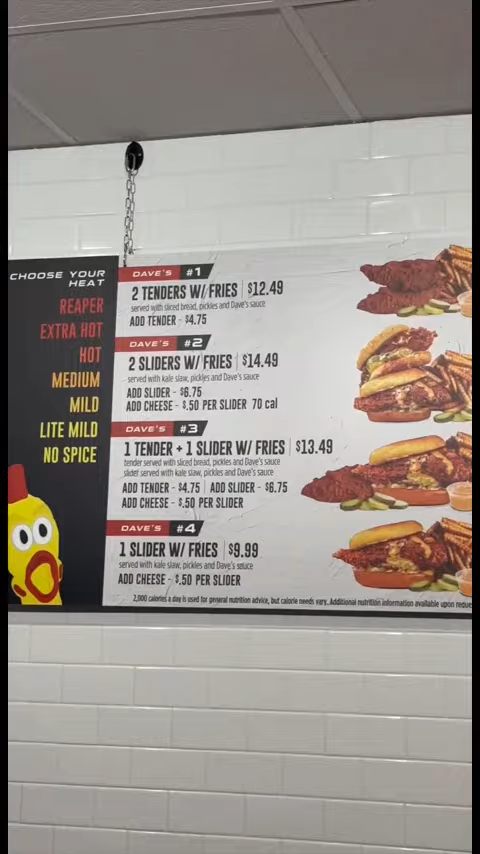 CHOOSE YOUR
HEAT
REAPER
EXTRA HOT
HOT
MEDIUM
MILD
LITE MILD
NO SPICE
DAVE'S #1
2 TENDERS W/ FRIES | $12.49
served with sliced bread, pickles and Dave's sauce
ADD TENDER - $4.75
DAVE'S #2
2 SLIDERS W/ FRIES | $14.49
served with kale slaw, pickles and Dave's sauce
ADD SLIDER - $6.75
ADD CHEESE - $.50 PER SLIDER 70 cal
DAVE'S #3
1 TENDER + 1 SLIDER W/ FRIES | $13.49
tender served with sliced bread, pickles and Dave's sauce
slider served with kale slaw, pickles and Dave's sauce
ADD TENDER - $4.75 | ADD SLIDER - $6.75
ADD CHEESE - $.50 PER SLIDER
DAVE'S #4
1 SLIDER W/ FRIES | $9.99
served with kale slaw, pickles and Dave's sauce
ADD CHEESE - $.50 PER SLIDER
2,000 calories a day is used for general nutrition advice, but calorie needs vary. Additional nutrition information available upon reque